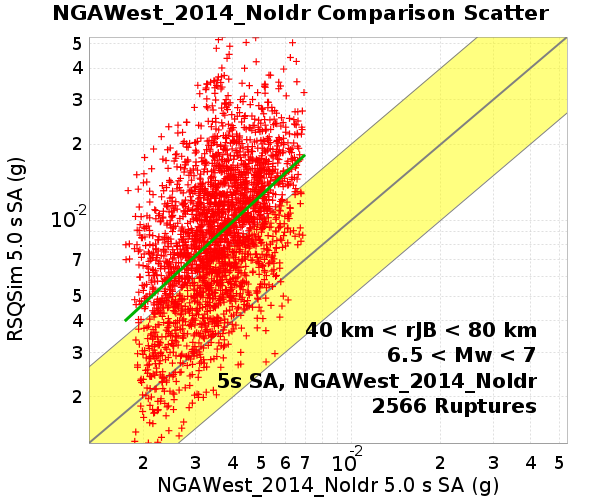 NGAWest_2014_NoIdr Comparison Scatter
5
4
3
2
10-2
7
5
4
3
2
RSQSim 5.0 s SA (g)
40 km < rJB < 80 km
6.5 < Mw < 7
5s SA, NGAWest_2014_NoIdr
2566 Ruptures
2 3 4 5 6 7 10-2 2 3 4 5
NGAWest_2014_NoIdr 5.0 s SA (g)